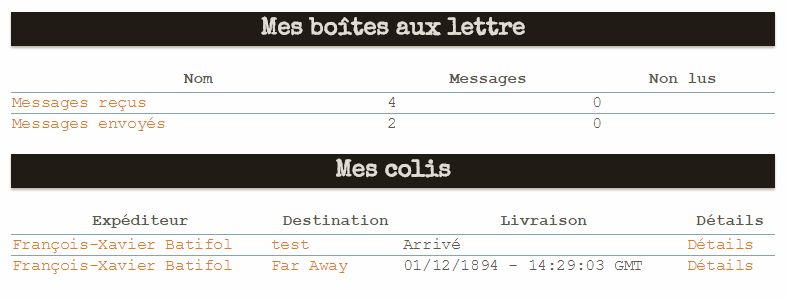 Mes boîtes aux lettre
Nom Messages Non lus
Messages reçus 4 0
Messages envoyés 2 0
Mes colis
Expéditeur Destination Livraison Détails
François-Xavier Batifol test Arrivé Détails
François-Xavier Batifol Far Away 01/12/1894 - 14:29:03 GMT Détails